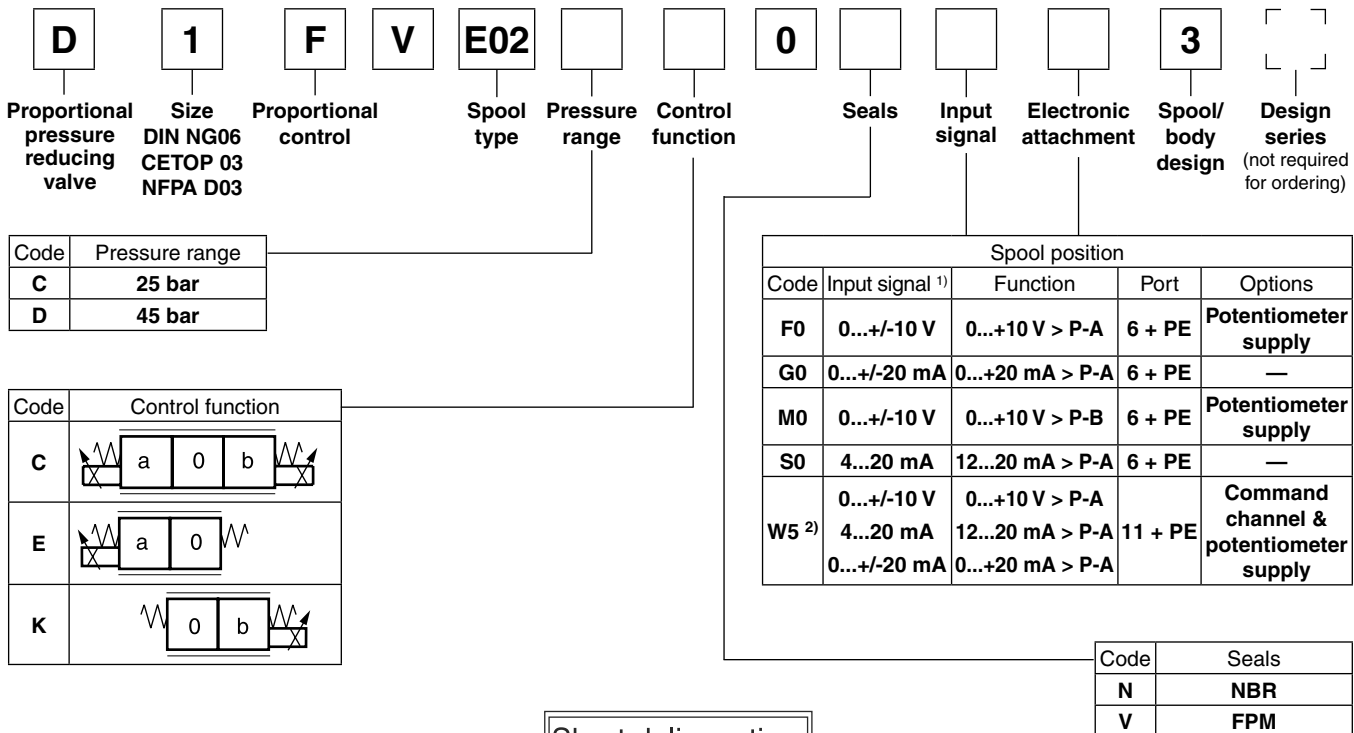 D 1 F V E02 0 3
Proportional pressure reducing valve
Size DIN NG06 CETOP 03 NFPA D03
Proportional control
Spool type
Pressure range
Control function
Seals
Input signal
Electronic attachment
Spool/ body design
Design series (not required for ordering)
Code Pressure range
C 25 bar
D 45 bar
Code Control function
C a 0 b
E a 0
K 0 b
Spool position
Code Input signal 1) Function Port Options
F0 0...+/-10 V 0...+10 V > P-A 6 + PE Potentiometer supply
G0 0...+/-20 mA 0...+20 mA > P-A 6 + PE —
M0 0...+/-10 V 0...+10 V > P-B 6 + PE Potentiometer supply
S0 4...20 mA 12...20 mA > P-A 6 + PE —
W5 2) 0...+/-10 V 0...+10 V > P-A 11 + PE Command channel & potentiometer supply
4...20 mA 12...20 mA > P-A
0...+/-20 mA 0...+20 mA > P-A
Code Seals
N NBR
V FPM